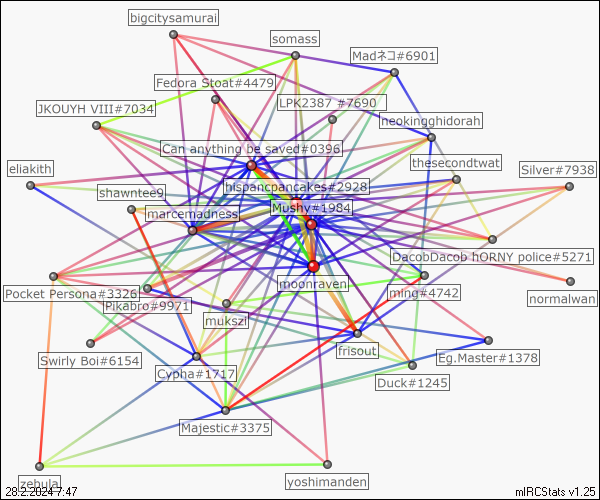 bigcitysamurai
somass
Madネコ#6901
Fedora Stoat#4479
LPK2387 #7690
JKOUYH VIII#7034
neokingghidorah
Can anything be saved#0396
thesecondtwat
eliakith
Silver#7938
hispancpancakes#2928
shawntee9
Mushy#1984
marcemadness
DacobDacob hORNY police#5271
moonraven
Pocket Persona#3326
ming#4742
normalwan
Pikabro#9971
mukszi
frisout
Swirly Boi#6154
Eg.Master#1378
Cypha#1717
Duck#1245
Majestic#3375
zebula
yoshimanden
28.2.2024 7:47
mIRCStats v1.25